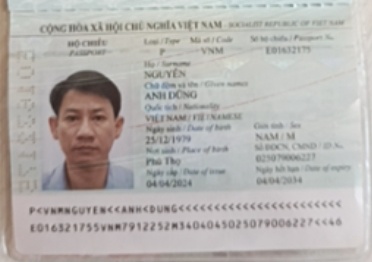 CỘNG HÒA XÃ HỘI CHỦ NGHĨA VIỆT NAM - SOCIALIST REPUBLIC OF VIET NAM
HỘ CHIẾU
PASSPORT
Loại / Type
Mã số / Code
Số hộ chiếu / Passport No.
P
VNM
E01632175
Họ / Surname
NGUYỄN
Chữ đệm và tên / Given names
ANH DŨNG
Quốc tịch / Nationality
VIỆT NAM / VIETNAMESE
Ngày sinh / Date of birth
Giới tính / Sex
25/12/1979
NAM / M
Nơi sinh / Place of birth
Số ĐDCN, CMND / ID No.
Phú Thọ
025079006227
Ngày cấp / Date of issue
Có giá trị đến / Date of expiry
04/04/2024
04/04/2034
P<VNMNGUYEN<<ANH<DUNG<<<<<<<<<<<<<<<<<<<<<<<
E016321755VNM7912252M3404045025079006227<<46